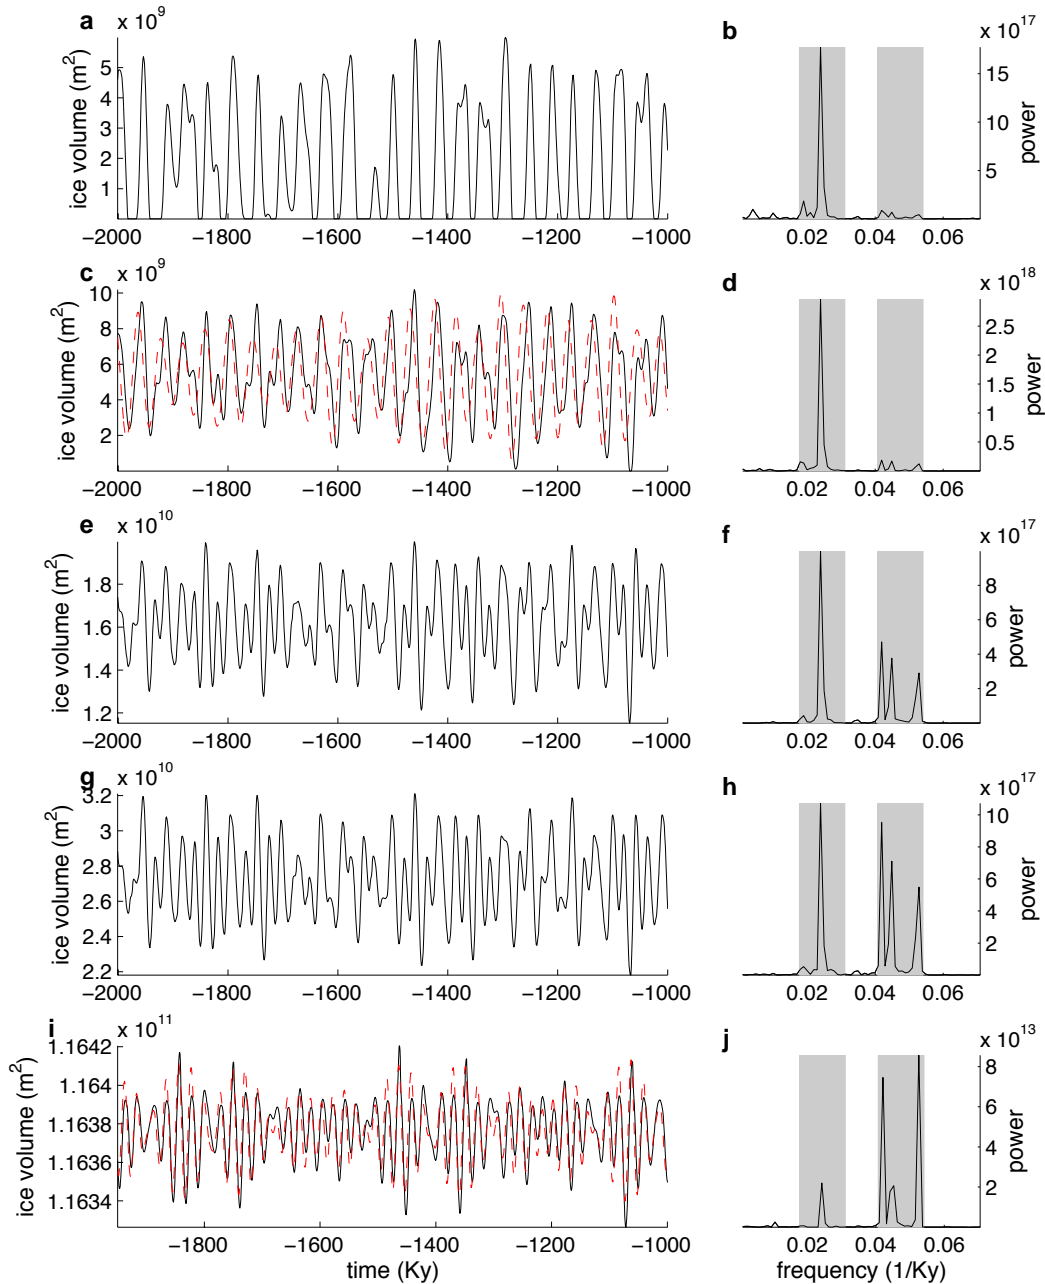 a
x 10^9
ice volume (m^2)
5
4
3
2
1
−2000 −1800 −1600 −1400 −1200 −1000
b
x 10^17
15
10
5
power
0.02 0.04 0.06
c
x 10^9
ice volume (m^2)
10
8
6
4
2
−2000 −1800 −1600 −1400 −1200 −1000
d
x 10^18
2.5
2
1.5
1
0.5
power
0.02 0.04 0.06
e
x 10^10
ice volume (m^2)
1.8
1.6
1.4
1.2
−2000 −1800 −1600 −1400 −1200 −1000
f
x 10^17
8
6
4
2
power
0.02 0.04 0.06
g
x 10^10
ice volume (m^2)
3.2
3
2.8
2.6
2.4
2.2
−2000 −1800 −1600 −1400 −1200 −1000
h
x 10^17
10
8
6
4
2
power
0.02 0.04 0.06
i
x 10^11
ice volume (m^2)
1.1642
1.164
1.1638
1.1636
1.1634
−1800 −1600 −1400 −1200 −1000
time (Ky)
j
x 10^13
8
6
4
2
power
0.02 0.04 0.06
frequency (1/Ky)